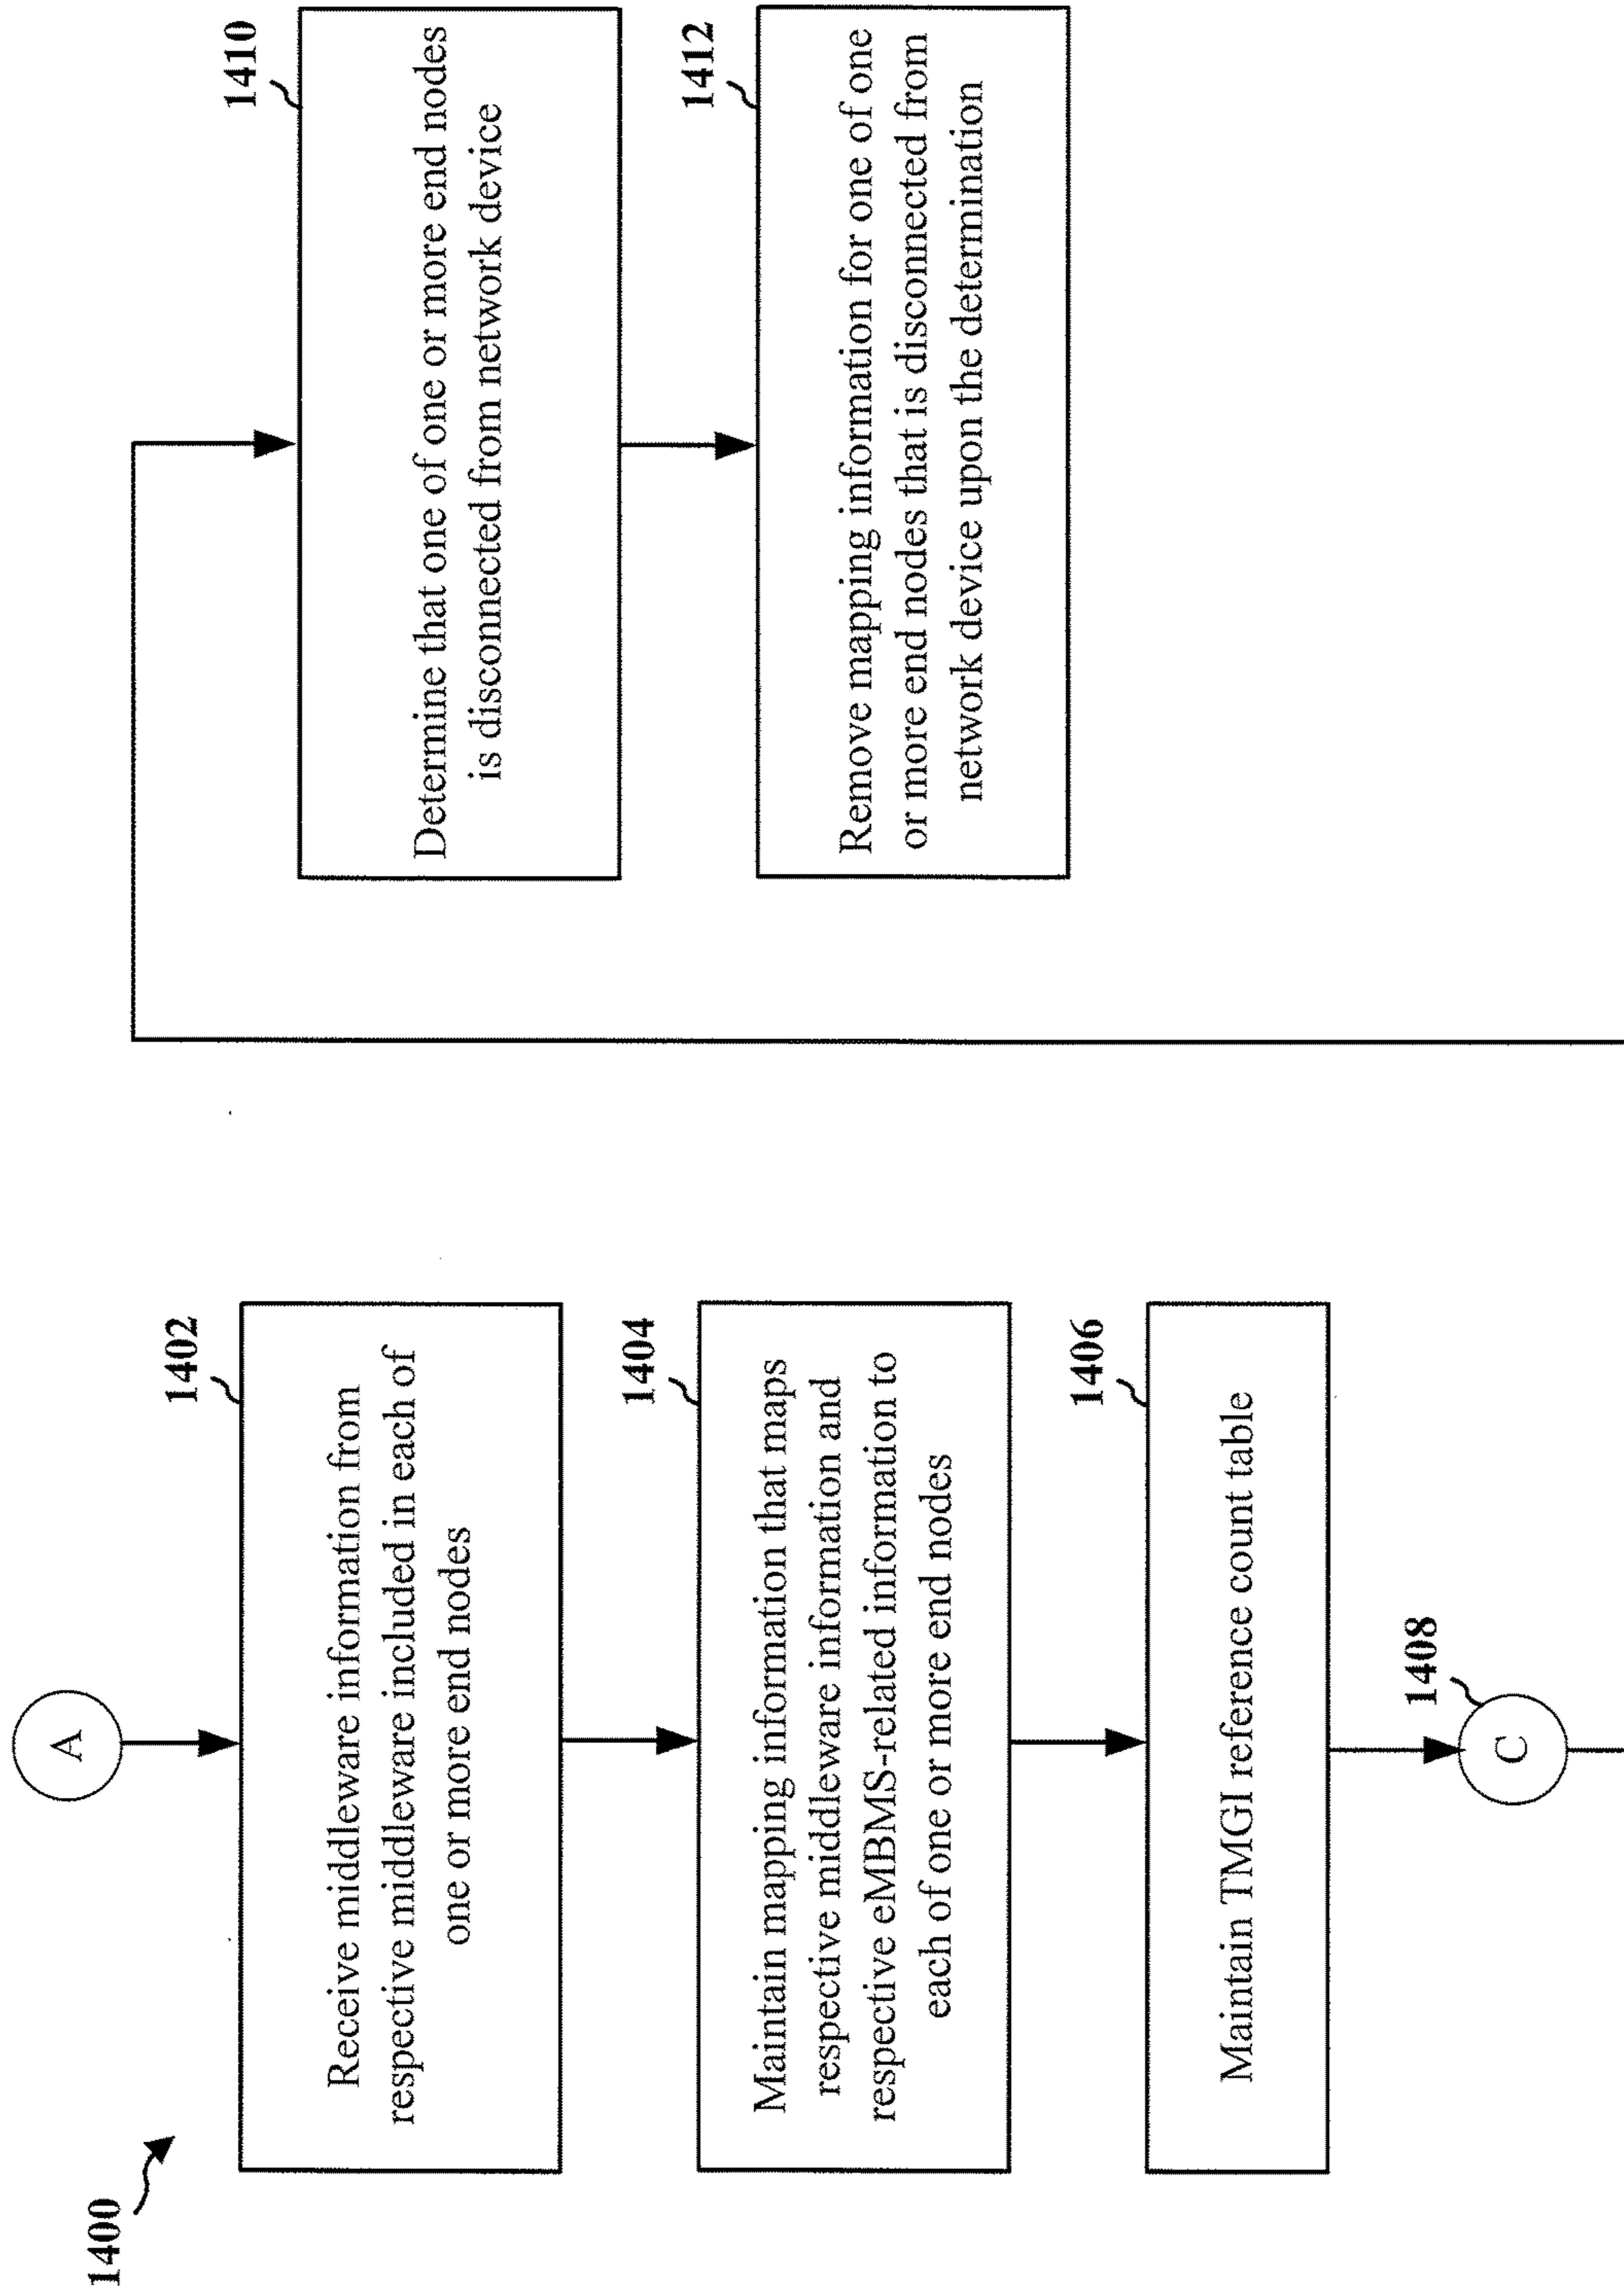 1400
A
1402
Receive middleware information from
respective middleware included in each of
one or more end nodes
1404
Maintain mapping information that maps
respective middleware information and
respective eMBMS-related information to
each of one or more end nodes
1406
Maintain TMGI reference count table
1408
C
1410
Determine that one of one or more end nodes
is disconnected from network device
1412
Remove mapping information for one of one
or more end nodes that is disconnected from
network device upon the determination